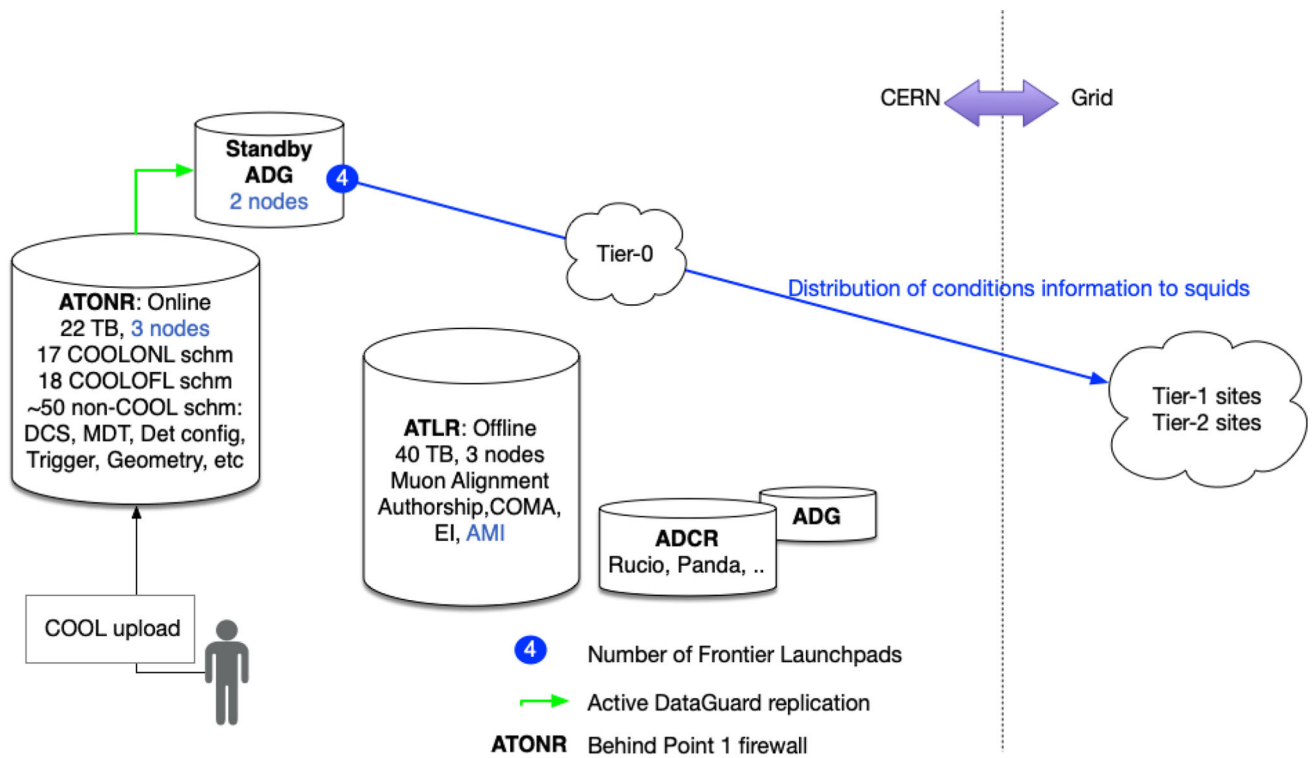 CERN
Grid
Standby
ADG
2 nodes
4
Tier-0
Distribution of conditions information to squids
ATONR: Online
22 TB, 3 nodes
17 COOLONL schm
18 COOLOFL schm
~50 non-COOL schm:
DCS, MDT, Det config,
Trigger, Geometry, etc
Tier-1 sites
Tier-2 sites
ATLR: Offline
40 TB, 3 nodes
Muon Alignment
Authorship,COMA,
EI, AMI
ADG
ADCR
Rucio, Panda, ..
COOL upload
4 Number of Frontier Launchpads
Active DataGuard replication
ATONR Behind Point 1 firewall